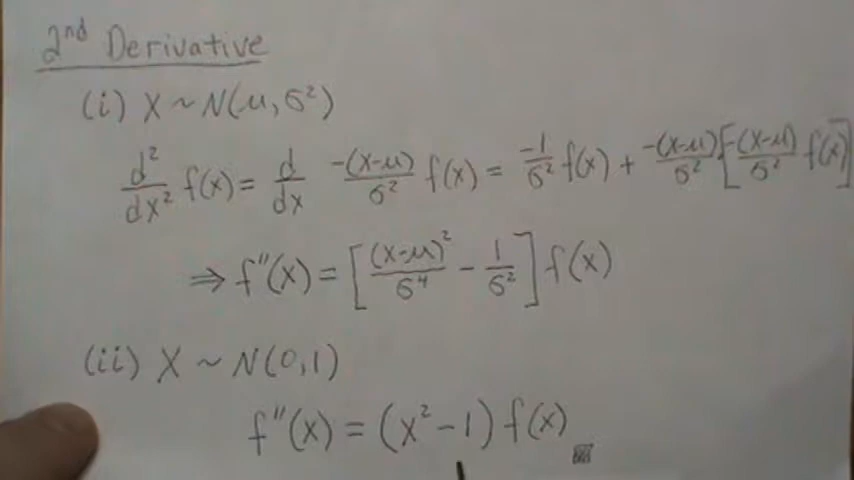 2nd Derivative
(i) X ~ N(μ, σ²)
d²/dx² f(x) = d/dx -(x-μ)/σ² f(x) = -1/σ² f(x) + -(x-μ)/σ² [-(x-μ)/σ² f(x)]
⇒ f''(x) = [(x-μ)²/σ⁴ - 1/σ²] f(x)
(ii) X ~ N(0,1)
f''(x) = (x² - 1) f(x)